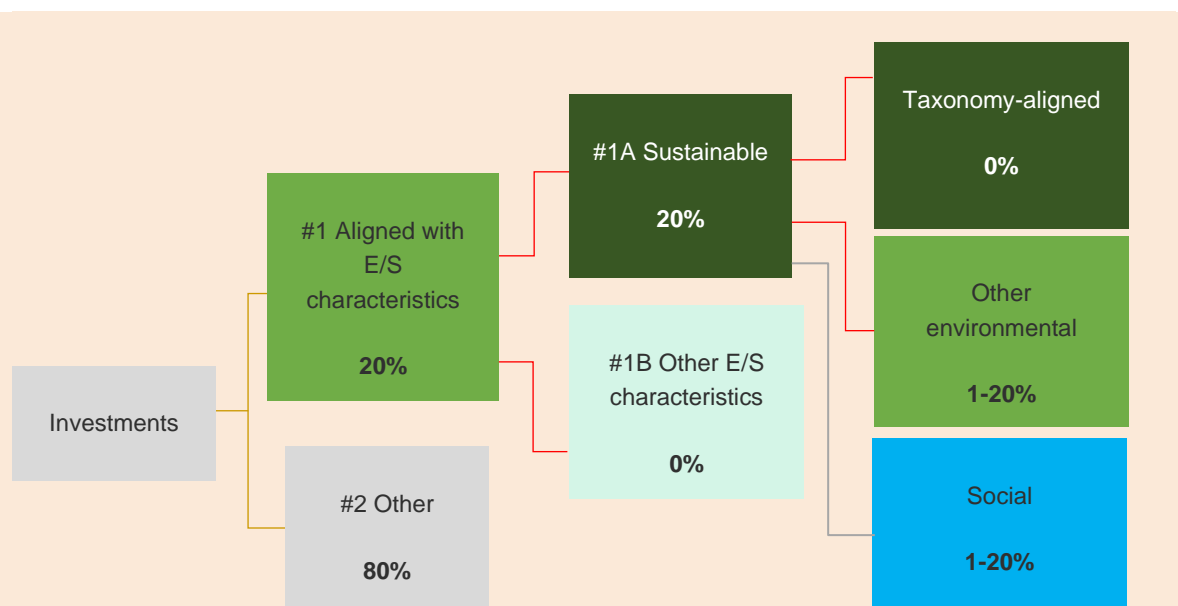 Investments
#1 Aligned with
E/S
characteristics
20%
#2 Other
80%
#1A Sustainable
20%
#1B Other E/S
characteristics
0%
Taxonomy-aligned
0%
Other
environmental
1-20%
Social
1-20%